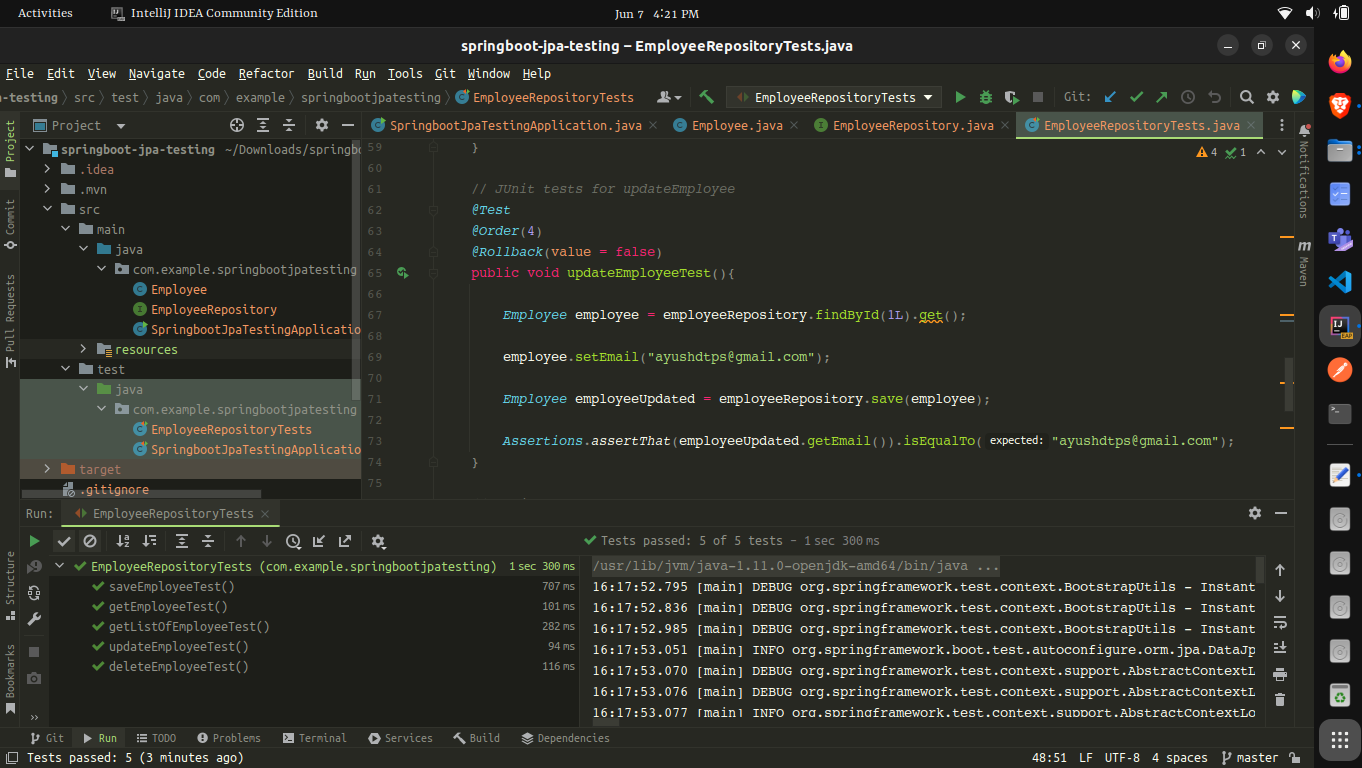 Activities IntelliJ IDEA Community Edition Jun 7 4:21 PM
springboot-jpa-testing – EmployeeRepositoryTests.java
File Edit View Navigate Code Refactor Build Run Tools Git Window Help
a-testing src test java com example springbootjpatesting EmployeeRepositoryTests EmployeeRepositoryTests Git:
Project
SpringbootJpaTestingApplication.java Employee.java EmployeeRepository.java EmployeeRepositoryTests.java
Project
Commit
Pull Requests
Structure
Bookmarks
springboot-jpa-testing ~/Downloads/springbo
.idea
.mvn
src
main
java
com.example.springbootjpatesting
Employee
EmployeeRepository
SpringbootJpaTestingApplicatio
resources
test
java
com.example.springbootjpatesting
EmployeeRepositoryTests
SpringbootJpaTestingApplicatio
target
.gitignore
4 1
59 }
60
61 // JUnit tests for updateEmployee
62 @Test
63 @Order(4)
64 @Rollback(value = false)
65 public void updateEmployeeTest(){
66
67 Employee employee = employeeRepository.findById(1L).get();
68
69 employee.setEmail("ayushdtps@gmail.com");
70
71 Employee employeeUpdated = employeeRepository.save(employee);
72
73 Assertions.assertThat(employeeUpdated.getEmail()).isEqualTo( expected: "ayushdtps@gmail.com");
74 }
75
Notifications
Maven
Run: EmployeeRepositoryTests
Tests passed: 5 of 5 tests – 1 sec 300 ms
EmployeeRepositoryTests (com.example.springbootjpatesting) 1 sec 300 ms
saveEmployeeTest() 707 ms
getEmployeeTest() 101 ms
getListOfEmployeeTest() 282 ms
updateEmployeeTest() 94 ms
deleteEmployeeTest() 116 ms
/usr/lib/jvm/java-1.11.0-openjdk-amd64/bin/java ...
16:17:52.795 [main] DEBUG org.springframework.test.context.BootstrapUtils - Instant
16:17:52.836 [main] DEBUG org.springframework.test.context.BootstrapUtils - Instant
16:17:52.985 [main] DEBUG org.springframework.test.context.BootstrapUtils - Instant
16:17:53.051 [main] INFO org.springframework.boot.test.autoconfigure.orm.jpa.DataJp
16:17:53.070 [main] DEBUG org.springframework.test.context.support.AbstractContextL
16:17:53.076 [main] DEBUG org.springframework.test.context.support.AbstractContextL
16:17:53.077 [main] INFO org.springframework.test.context.support.AbstractContextLo
Git Run TODO Problems Terminal Services Build Dependencies
Tests passed: 5 (3 minutes ago) 48:51 LF UTF-8 4 spaces master